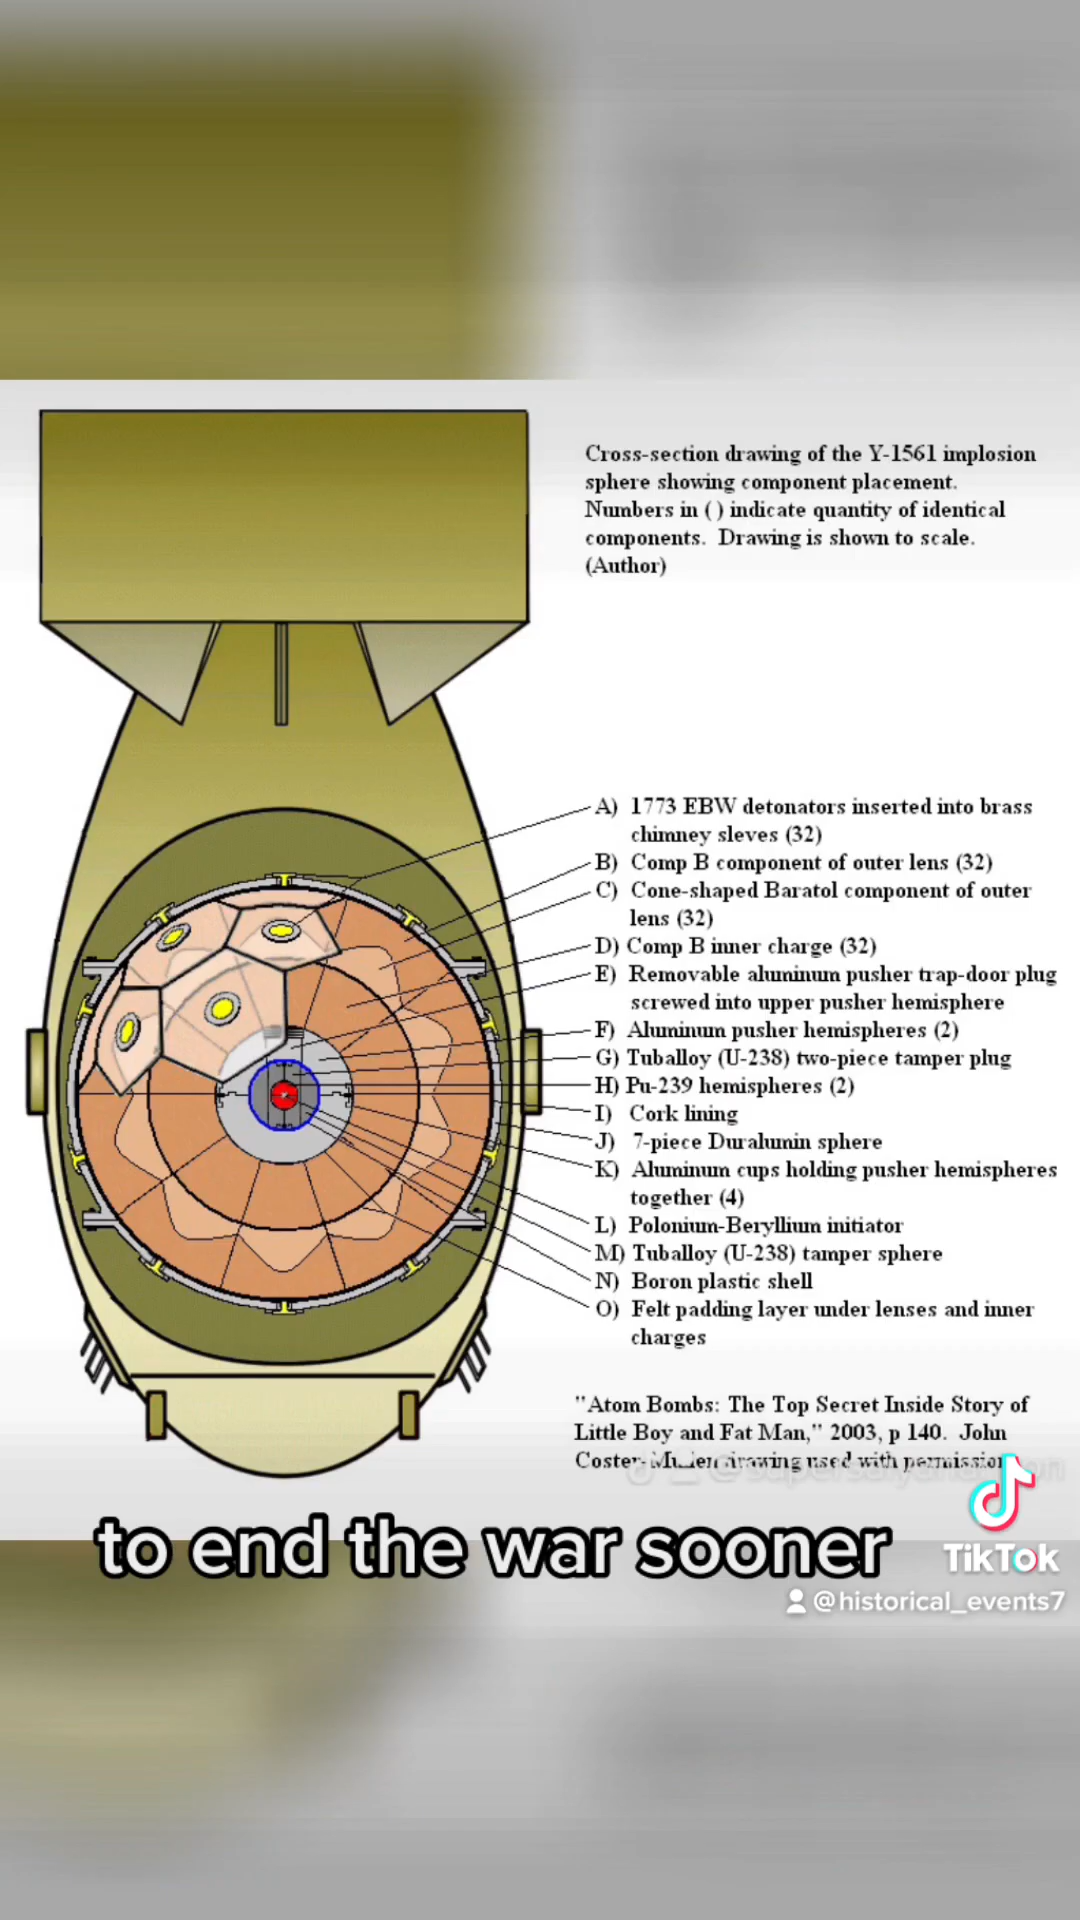 Cross-section drawing of the Y-1561 implosion
sphere showing component placement.
Numbers in ( ) indicate quantity of identical
components. Drawing is shown to scale.
(Author)
A) 1773 EBW detonators inserted into brass
chimney sleves (32)
B) Comp B component of outer lens (32)
C) Cone-shaped Baratol component of outer
lens (32)
D) Comp B inner charge (32)
E) Removable aluminum pusher trap-door plug
screwed into upper pusher hemisphere
F) Aluminum pusher hemispheres (2)
G) Tuballoy (U-238) two-piece tamper plug
H) Pu-239 hemispheres (2)
I) Cork lining
J) 7-piece Duralunin sphere
K) Aluminum cups holding pusher hemispheres
together (4)
L) Polonium-Beryllium initiator
M) Tuballoy (U-238) tamper sphere
N) Boron plastic shell
O) Felt padding layer under lenses and inner
charges
"Atom Bombs: The Top Secret Inside Story of
Little Boy and Fat Man," 2003, p 140. John
drawing used with permission
to end the war sooner
TikTok
@historical_events7